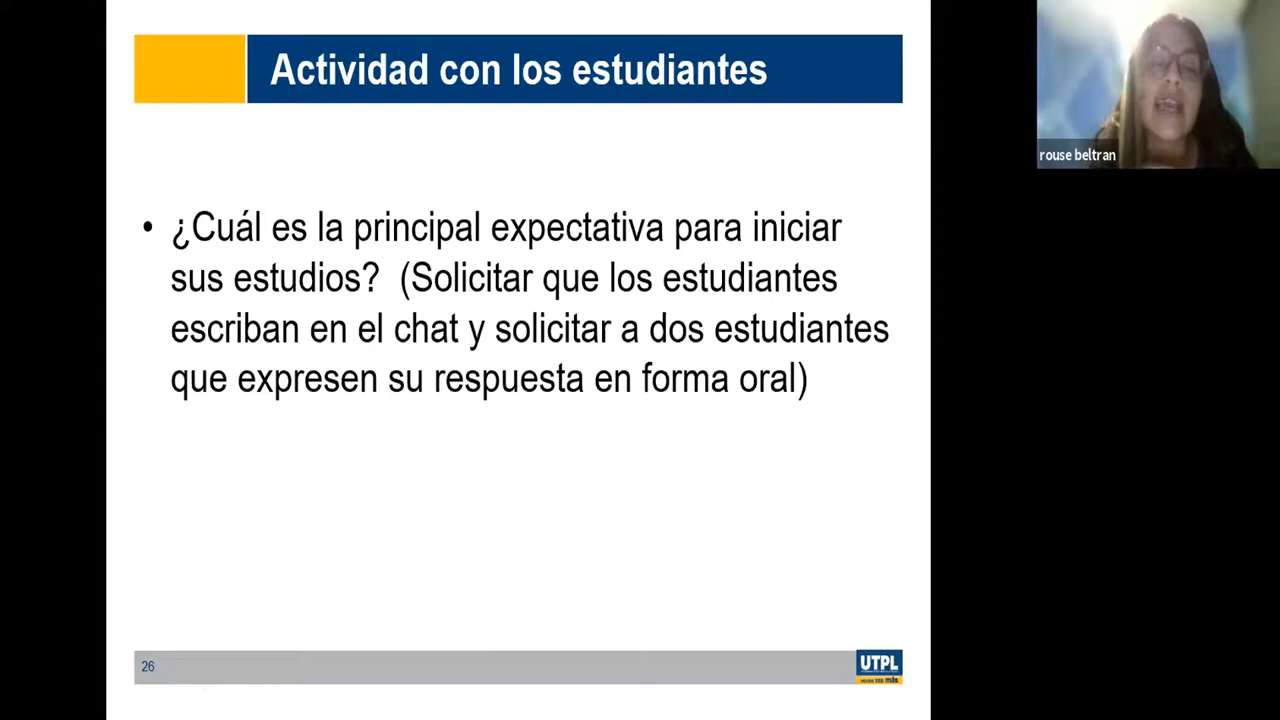 Actividad con los estudiantes
rouse beltran
• ¿Cuál es la principal expectativa para iniciar
sus estudios? (Solicitar que los estudiantes
escriban en el chat y solicitar a dos estudiantes
que expresen su respuesta en forma oral)
26
UTPL
más